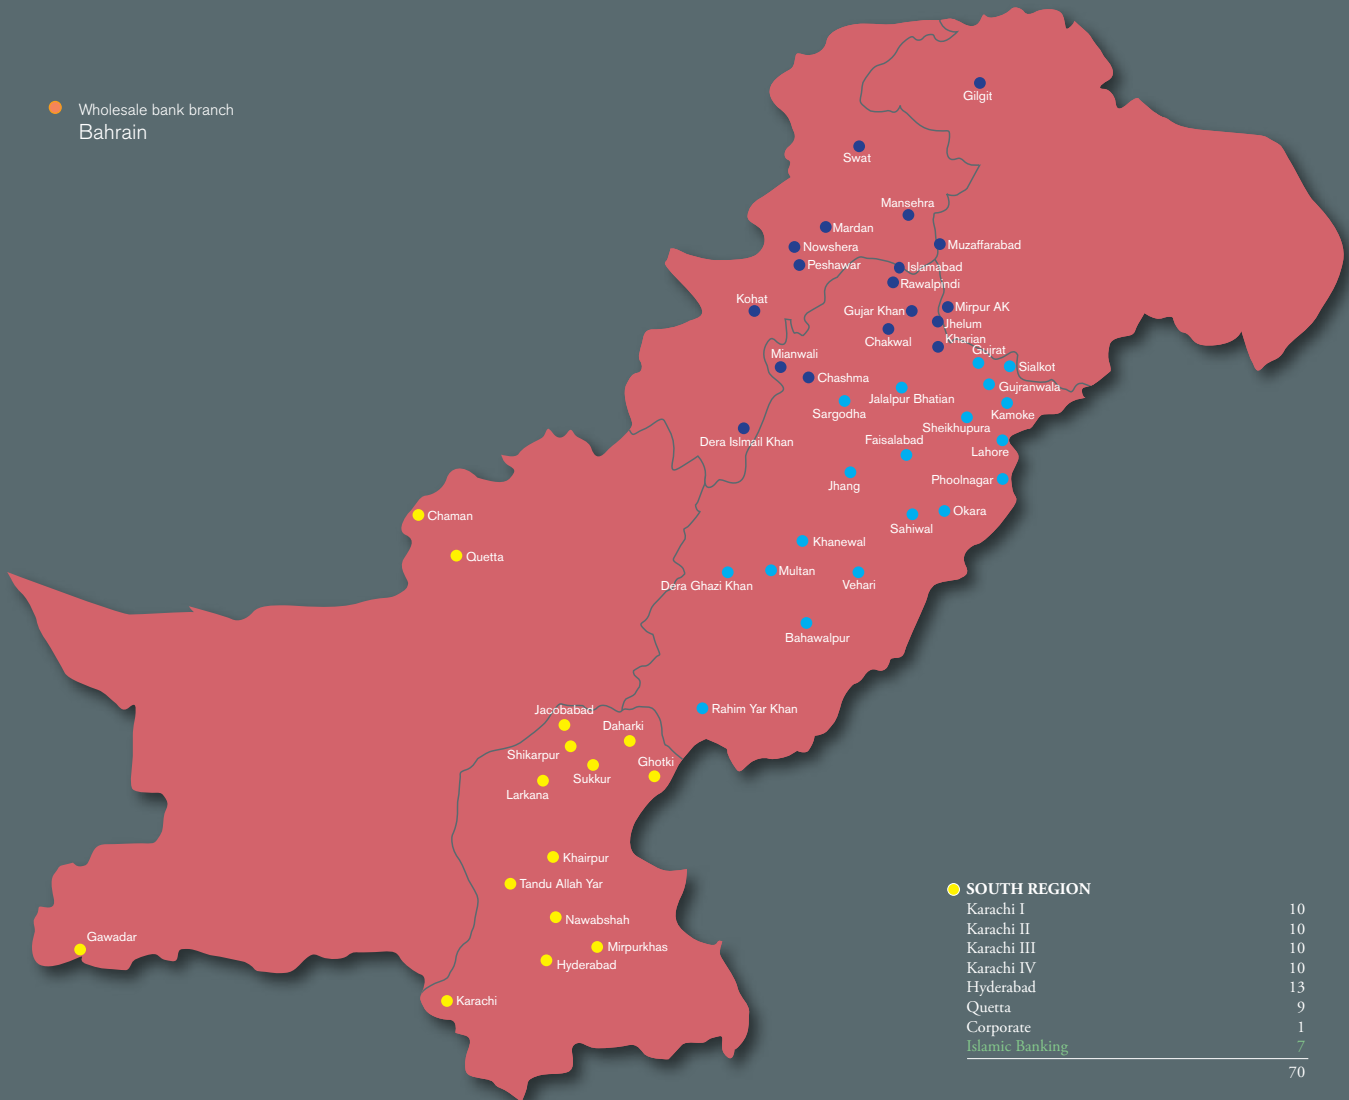 Wholesale bank branch
Bahrain
Gilgit
Swat
Mansehra
Mardan
Muzaffarabad
Nowshera
Peshawar
Islamabad
Rawalpindi
Kohat
Mirpur AK
Gujar Khan
Jhelum
Chakwal
Kharian
Gujrat
Mianwali
Sialkot
Chashma
Gujranwala
Jalalpur Bhatian
Sargodha
Kamoke
Sheikhupura
Dera Islmail Khan
Faisalabad
Lahore
Phoolnagar
Jhang
Okara
Chaman
Sahiwal
Khanewal
Quetta
Multan
Dera Ghazi Khan
Vehari
Bahawalpur
Rahim Yar Khan
Jacobabad
Daharki
Shikarpur
Ghotki
Sukkur
Larkana
Khairpur
Tandu Allah Yar
Nawabshah
Gawadar
Mirpurkhas
Hyderabad
Karachi
SOUTH REGION
Karachi I 10
Karachi II 10
Karachi III 10
Karachi IV 10
Hyderabad 13
Quetta 9
Corporate 1
Islamic Banking 7
70